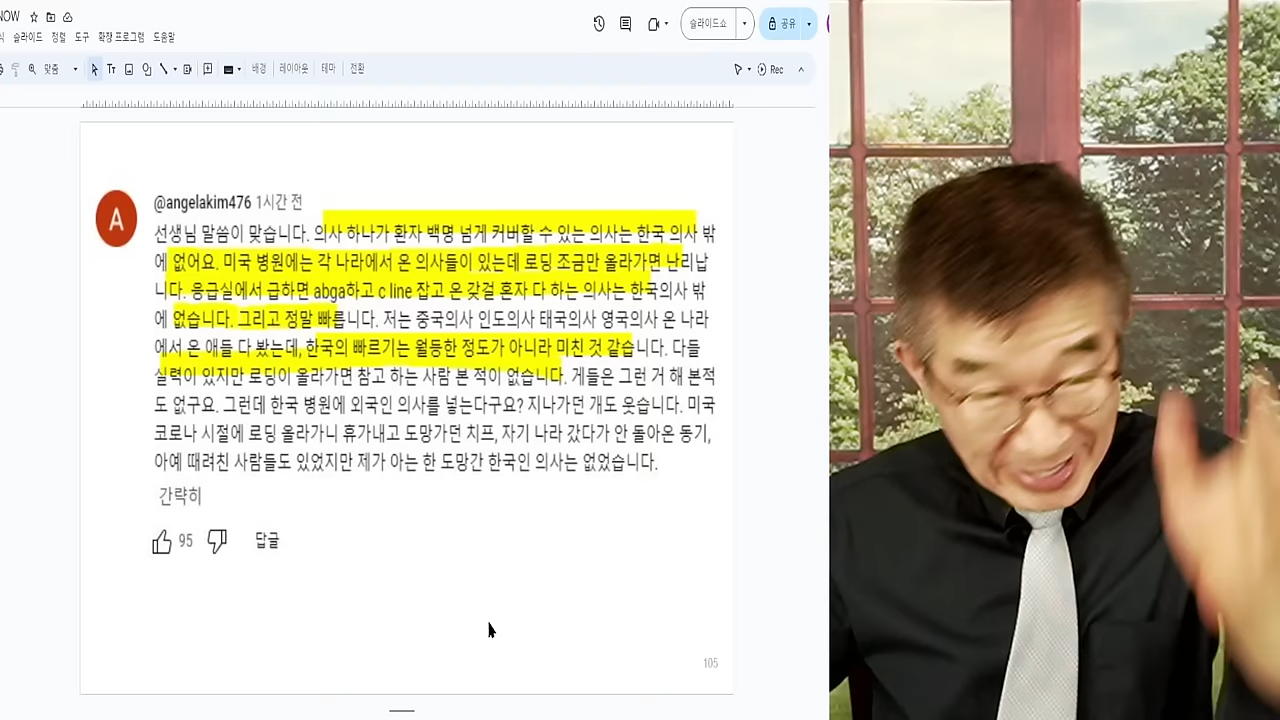 NOW
슬라이드 정렬 도구 확장 프로그램 도움말
슬라이드쇼
공유
맞춤
Tт
배경 레이아웃 테마 전환
Rec
A
@angelakim476 1시간 전
선생님 말씀이 맞습니다. 의사 하나가 환자 백명 넘게 커버할 수 있는 의사는 한국 의사 밖
에 없어요. 미국 병원에는 각 나라에서 온 의사들이 있는데 로딩 조금만 올라가면 난리납
니다. 응급실에서 급하면 abga하고 c line 잡고 온 갖걸 혼자 다 하는 의사는 한국의사 밖
에 없습니다. 그리고 정말 빠릅니다. 저는 중국의사 인도의사 태국의사 영국의사 온 나라
에서 온 애들 다 봤는데, 한국의 빠르기는 월등한 정도가 아니라 미친 것 같습니다. 다들
실력이 있지만 로딩이 올라가면 참고 하는 사람 본 적이 없습니다. 게들은 그런 거 해 본적
도 없구요. 그런데 한국 병원에 외국인 의사를 넣는다구요? 지나가던 개도 웃습니다. 미국
코로나 시절에 로딩 올라가니 휴가내고 도망가던 치프, 자기 나라 갔다가 안 돌아온 동기,
아예 때려친 사람들도 있었지만 제가 아는 한 도망간 한국인 의사는 없었습니다.
간략히
95 답글
105